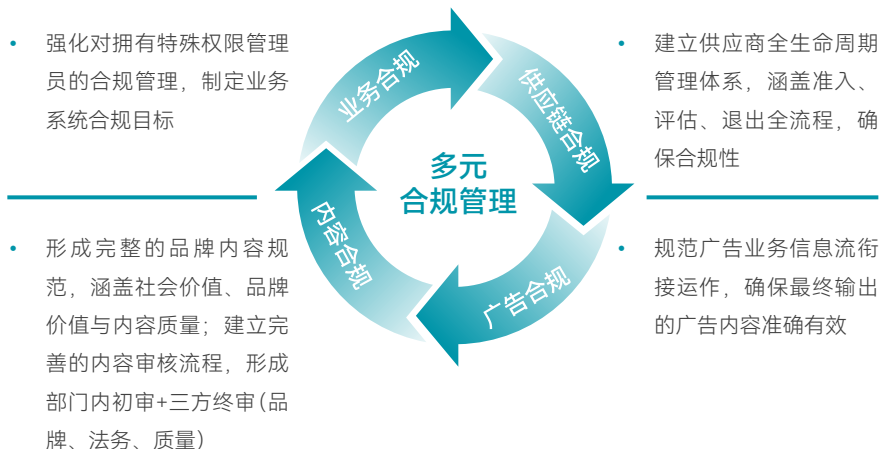 • 强化对拥有特殊权限管理
员的合规管理，制定业务
系统合规目标
业务合规
供应链合规
• 建立供应商全生命周期
管理体系，涵盖准入、
评估、退出全流程，确
保合规性
多元
合规管理
内容合规
广告合规
• 形成完整的品牌内容规
范，涵盖社会价值、品牌
价值与内容质量；建立完
善的内容审核流程，形成
部门内初审+三方终审（品
牌、法务、质量）
• 规范广告业务信息流衔
接运作，确保最终输出
的广告内容准确有效